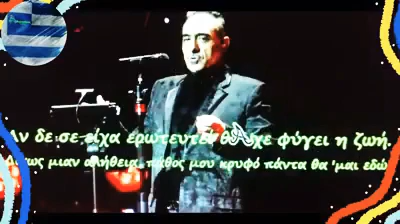 Αν δε σε είχα ερωτευτεί θα 'χε φύγει η ζωή.
μιαν αλήθεια, πάθος μου κρυφό πάντα θα 'μαι εδώ